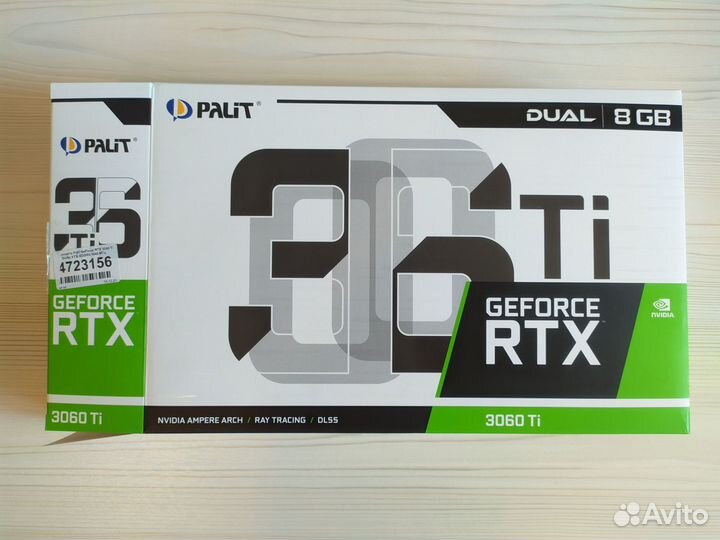 PALiT
36
Ti
4723156
GEFORCE
RTX
3060 Ti
PALiT
DUAL 8 GB
36 Ti
GEFORCE
RTX
NVIDIA
NVIDIA AMPERE ARCH / RAY TRACING / DLSS
3060 Ti
Avito